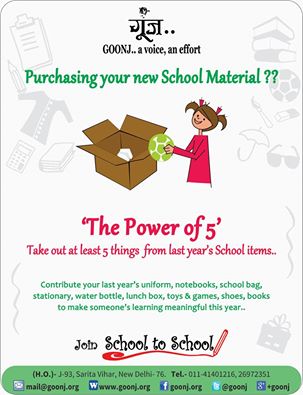 गूंज..
GOONJ.. a voice, an effort
Purchasing your new School Material ??
‘The Power of 5’
Take out at least 5 things from last year’s School items..
Contribute your last year’s uniform, notebooks, school bag,
stationary, water bottle, lunch box, toys & games, shoes, books
to make someone’s learning meaningful this year..
Join School to School
(H.O.)- J-93, Sarita Vihar, New Delhi- 76. Tel.- 011-41401216, 26972351
mail@goonj.org www.goonj.org goonj.org @goonj +goonj